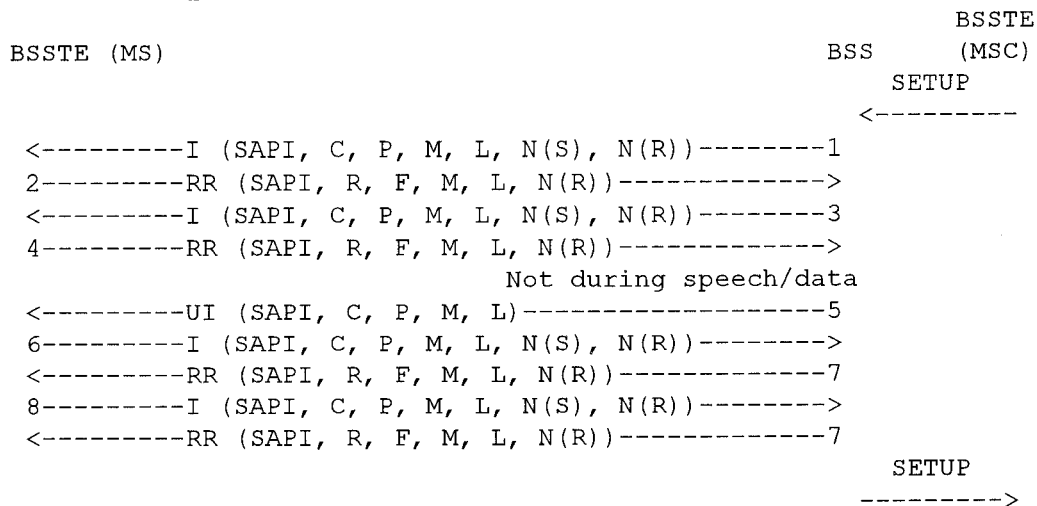 BSSTE
BSSTE (MS) BSS (MSC)
SETUP
<---------
<---------I (SAPI, C, P, M, L, N(S), N(R))--------1
2---------RR (SAPI, R, F, M, L, N(R))------------->
<---------I (SAPI, C, P, M, L, N(S), N(R))--------3
4---------RR (SAPI, R, F, M, L, N(R))------------->
Not during speech/data
<---------UI (SAPI, C, P, M, L)-------------------5
6---------I (SAPI, C, P, M, L, N(S), N(R))-------->
<---------RR (SAPI, R, F, M, L, N(R))-------------7
8---------I (SAPI, C, P, M, L, N(S), N(R))-------->
<---------RR (SAPI, R, F, M, L, N(R))-------------7
SETUP
--------->